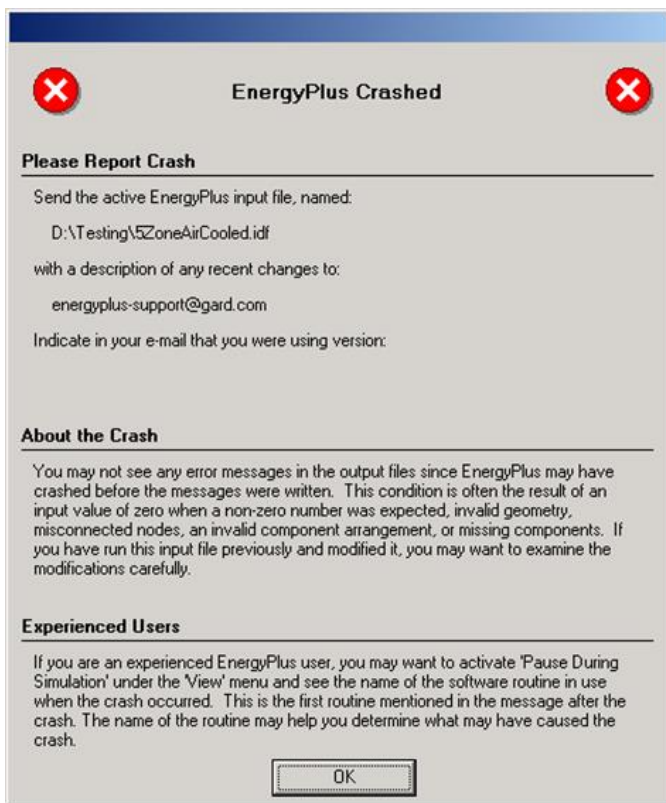 EnergyPlus Crashed
Please Report Crash
Send the active EnergyPlus input file, named:
D:\Testing\5ZoneAirCooled.idf
with a description of any recent changes to:
energyplus-support@gard.com
Indicate in your e-mail that you were using version:
About the Crash
You may not see any error messages in the output files since EnergyPlus may have
crashed before the messages were written.  This condition is often the result of an
input value of zero when a non-zero number was expected, invalid geometry,
misconnected nodes, an invalid component arrangement, or missing components.  If
you have run this input file previously and modified it, you may want to examine the
modifications carefully.
Experienced Users
If you are an experienced EnergyPlus user, you may want to activate 'Pause During
Simulation' under the 'View' menu and see the name of the software routine in use
when the crash occurred.  This is the first routine mentioned in the message after the
crash. The name of the routine may help you determine what may have caused the
crash.
OK